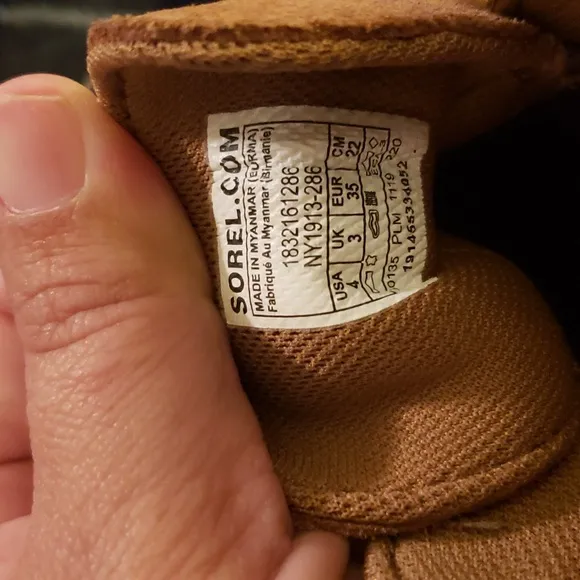 SOREL.COM
MADE IN MYANMAR (BURMA)
Fabriqué Au Myanmar (Birmanie)
1832161286
NY1913-286
USA UK EUR CM
4 3 35 22
PLM 1119